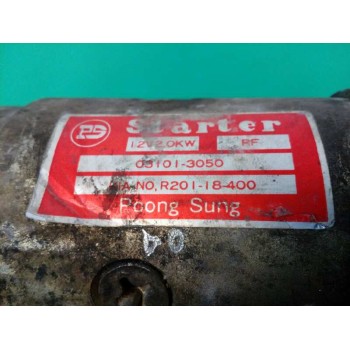 PS Starter
12V2.0KW RF
03101-3050
A-NO, R201-18-400
Poong Sung